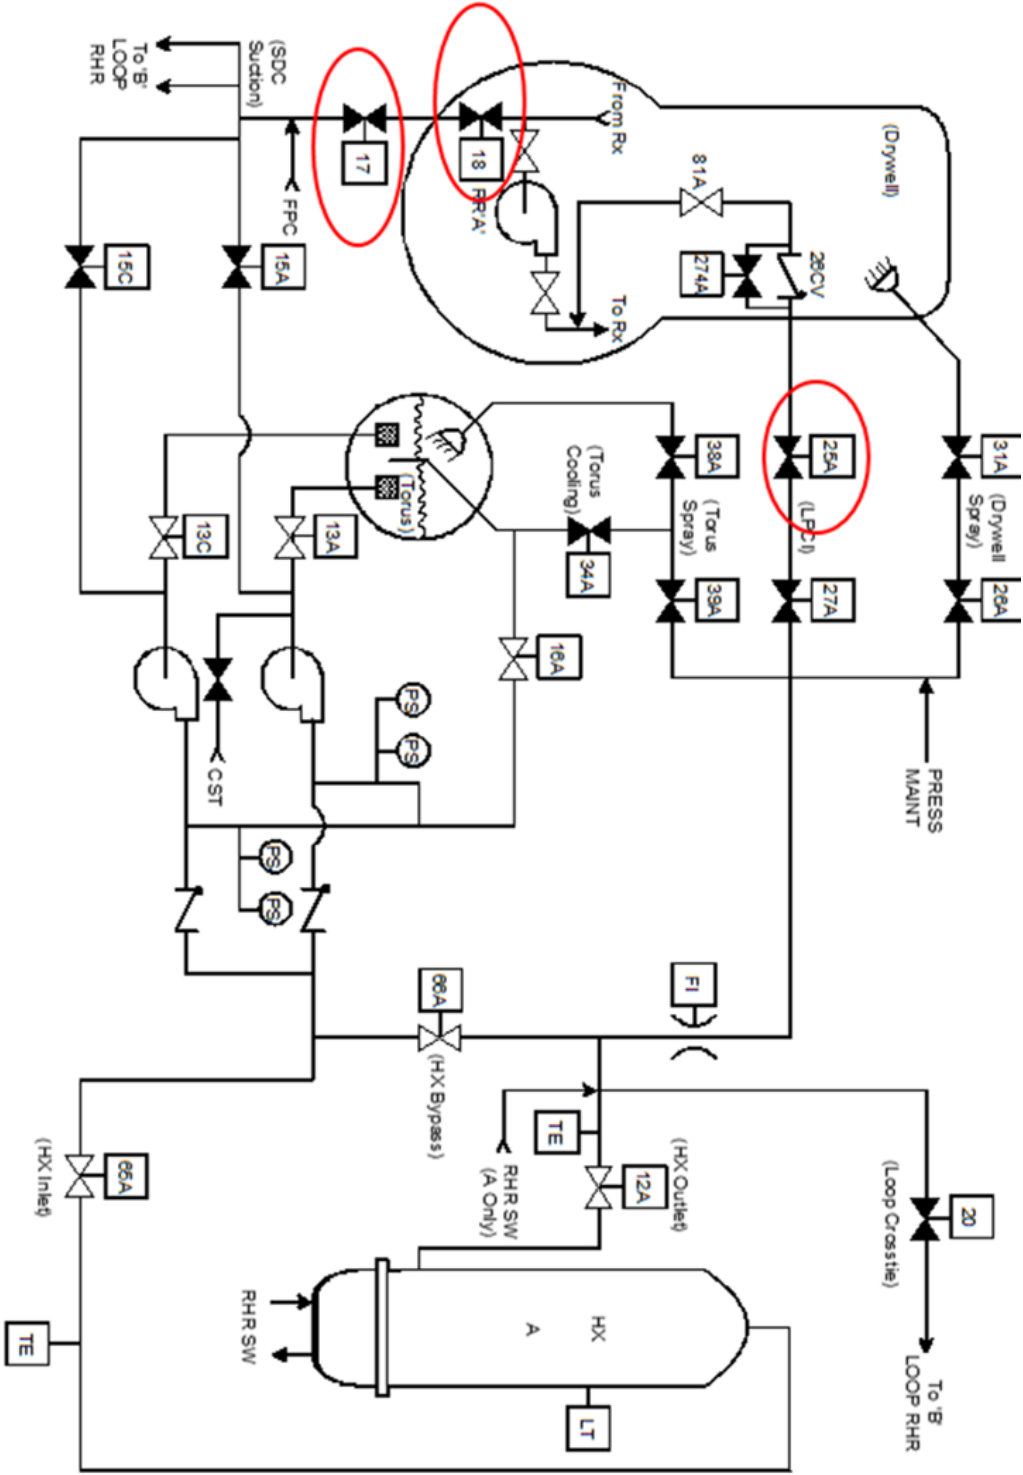 31A
(Drywell
Spray)
26A
20
To 'B'
LOOP RHR
PRESS
MAINT
(Drywell)
(Loop Crosstie)
26CV
25A
(LPCI)
27A
81A
274A
38A
(Torus
Spray)
39A
FI
(HX Outlet)
From Rx
To Rx
(Torus
Cooling)
34A
12A
16A
TE
HX
A
LT
RHR SW
(A Only)
18
RR'A'
PS
PS
66A
(HX Bypass)
17
(Torus)
FPC
13A
15A
PS
PS
RHR SW
(SDC
Suction)
13C
CST
To 'B'
LOOP
RHR
15C
65A
(HX Inlet)
TE